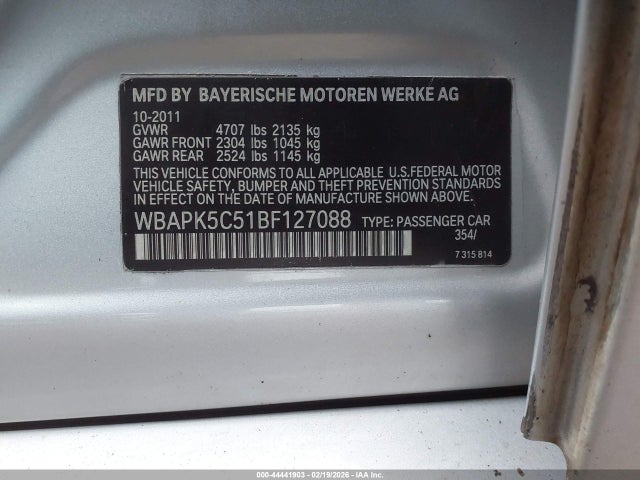 MFD BY BAYERISCHE MOTOREN WERKE AG
10-2011
GVWR 4707 lbs 2135 kg
GAWR FRONT 2304 lbs 1045 kg
GAWR REAR 2524 lbs 1145 kg
THIS VEHICLE CONFORMS TO ALL APPLICABLE U.S.FEDERAL MOTOR
VEHICLE SAFETY, BUMPER AND THEFT PREVENTION STANDARDS
IN EFFECT ON THE DATE OF MANUFACTURE SHOWN ABOVE.
WBAPK5C51BF127088 TYPE: PASSENGER CAR
354/
7 315 814
000-44441903 - 02/19/2026 - IAA Inc.